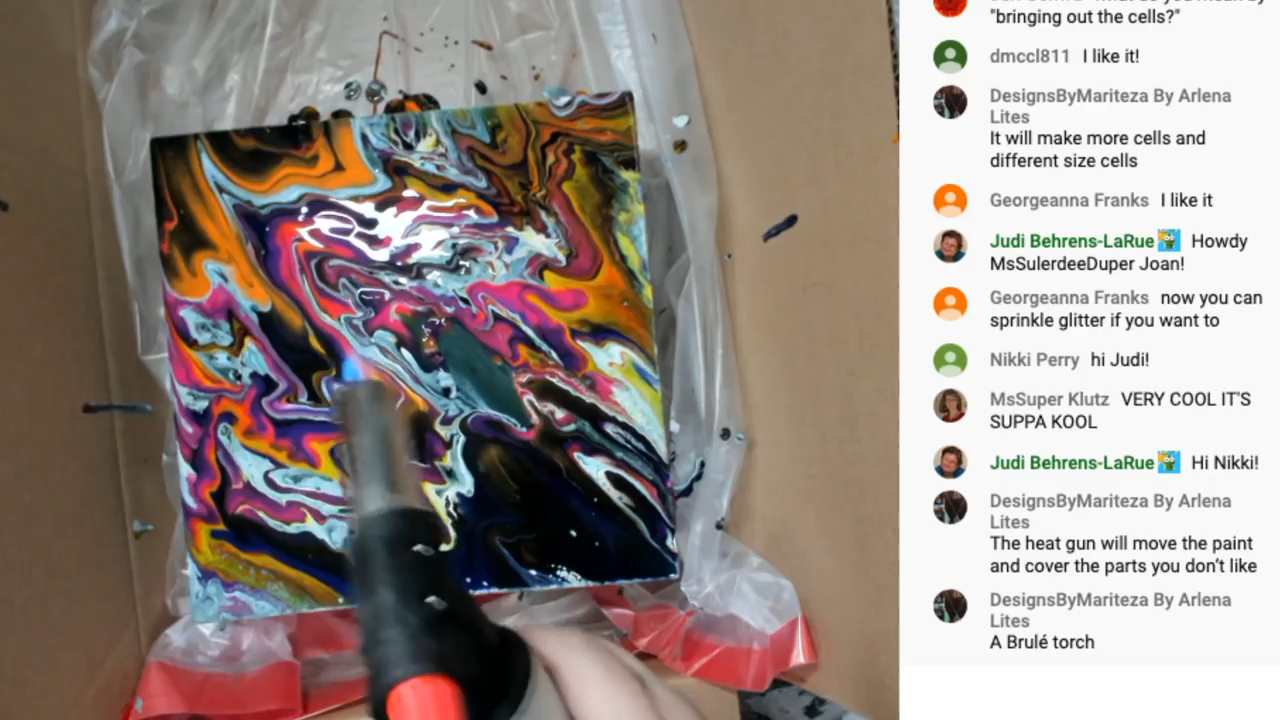 "bringing out the cells?"
dmccl811 I like it!
DesignsByMariteza By Arlena
Lites
It will make more cells and
different size cells
Georgeanna Franks I like it
Judi Behrens-LaRue Howdy
MsSulerdeeDuper Joan!
Georgeanna Franks now you can
sprinkle glitter if you want to
Nikki Perry hi Judi!
MsSuper Klutz VERY COOL IT'S
SUPPA KOOL
Judi Behrens-LaRue Hi Nikki!
DesignsByMariteza By Arlena
Lites
The heat gun will move the paint
and cover the parts you don't like
DesignsByMariteza By Arlena
Lites
A Brulé torch